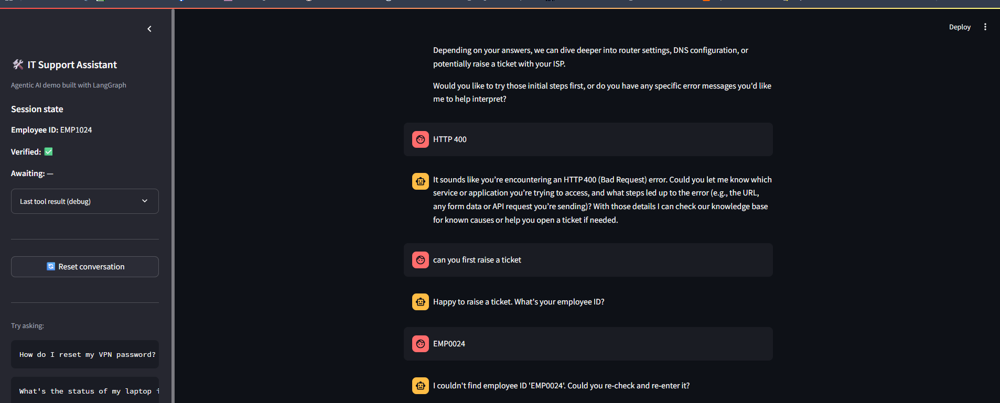 Deploy
🛠️ IT Support Assistant
Agentic AI demo built with LangGraph
Session state
Employee ID: EMP1024
Verified: ✅
Awaiting: —
Last tool result (debug)
🔄 Reset conversation
Try asking:
How do I reset my VPN password?
What's the status of my laptop
Depending on your answers, we can dive deeper into router settings, DNS configuration, or
potentially raise a ticket with your ISP.
Would you like to try those initial steps first, or do you have any specific error messages you'd like
me to help interpret?
HTTP 400
It sounds like you’re encountering an HTTP 400 (Bad Request) error. Could you let me know which
service or application you’re trying to access, and what steps led up to the error (e.g., the URL,
any form data or API request you’re sending)? With those details I can check our knowledge base
for known causes or help you open a ticket if needed.
can you first raise a ticket
Happy to raise a ticket. What's your employee ID?
EMP0024
I couldn't find employee ID 'EMP0024'. Could you re-check and re-enter it?